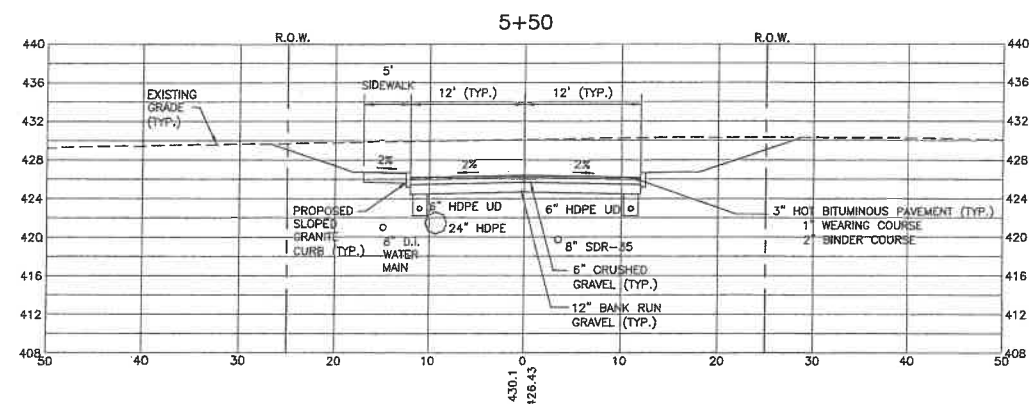 5+50
R.O.W.
R.O.W.
440
440
436
436
432
432
428
428
424
424
420
420
416
416
412
412
408
408
5'
SIDEWALK
12' (TYP.)
12' (TYP.)
EXISTING
GRADE
(TYP.)
2%
2%
2%
PROPOSED
SLOPED
GRANITE
CURB (TYP.)
6" HDPE UD
6" HDPE UD
24" HDPE
D.I.
WATER
MAIN
8" SDR-35
6" CRUSHED
GRAVEL (TYP.)
12" BANK RUN
GRAVEL (TYP.)
3" HOT BITUMINOUS PAVEMENT (TYP.)
1" WEARING COURSE
2" BINDER COURSE
50
40
30
20
10
0
10
20
30
40
50
430.1
426.43